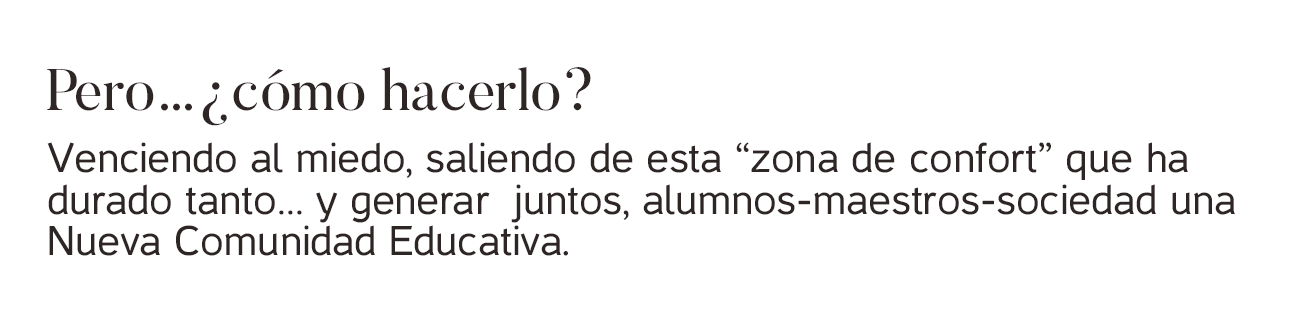 Pero...¿cómo hacerlo?
Venciendo al miedo, saliendo de esta “zona de confort” que ha
durado tanto... y generar  juntos, alumnos-maestros-sociedad una
Nueva Comunidad Educativa.